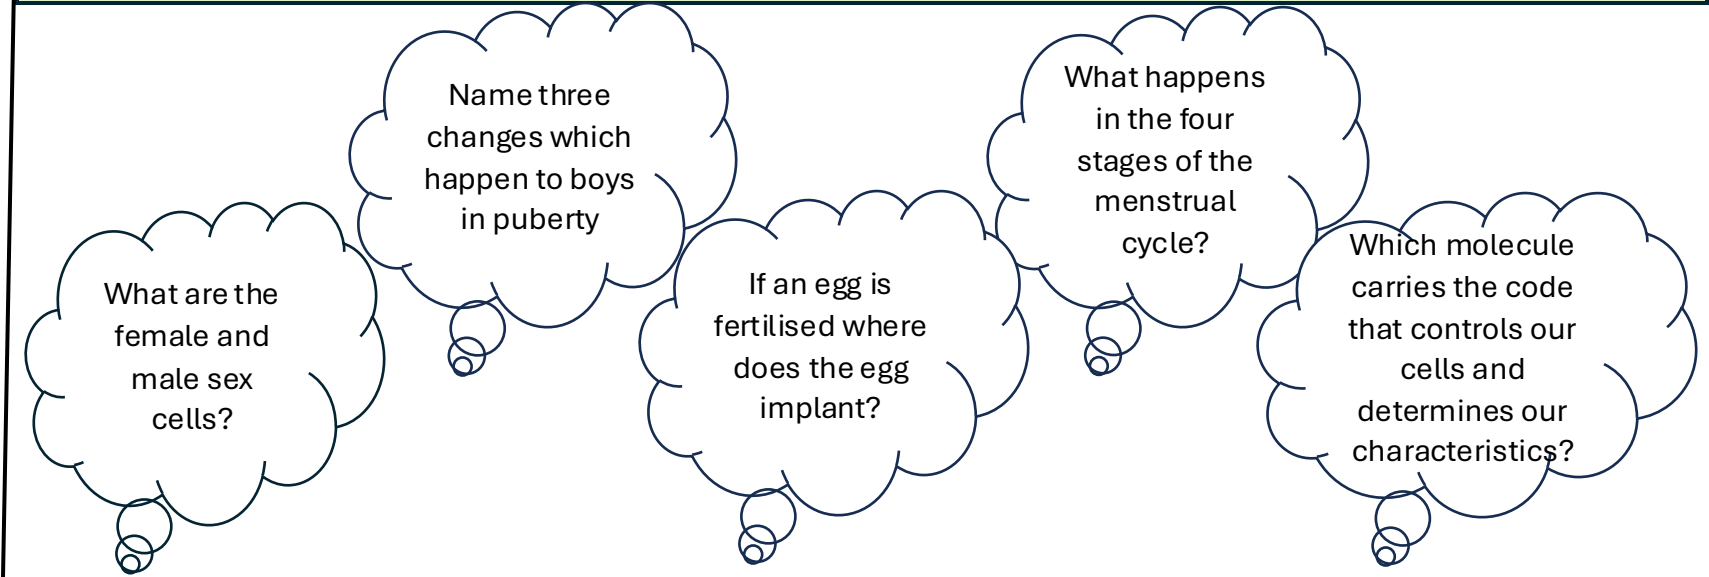 What are the
female and
male sex
cells?
Name three
changes which
happen to boys
in puberty
If an egg is
fertilised where
does the egg
implant?
What happens
in the four
stages of the
menstrual
cycle?
Which molecule
carries the code
that controls our
cells and
determines our
characteristics?